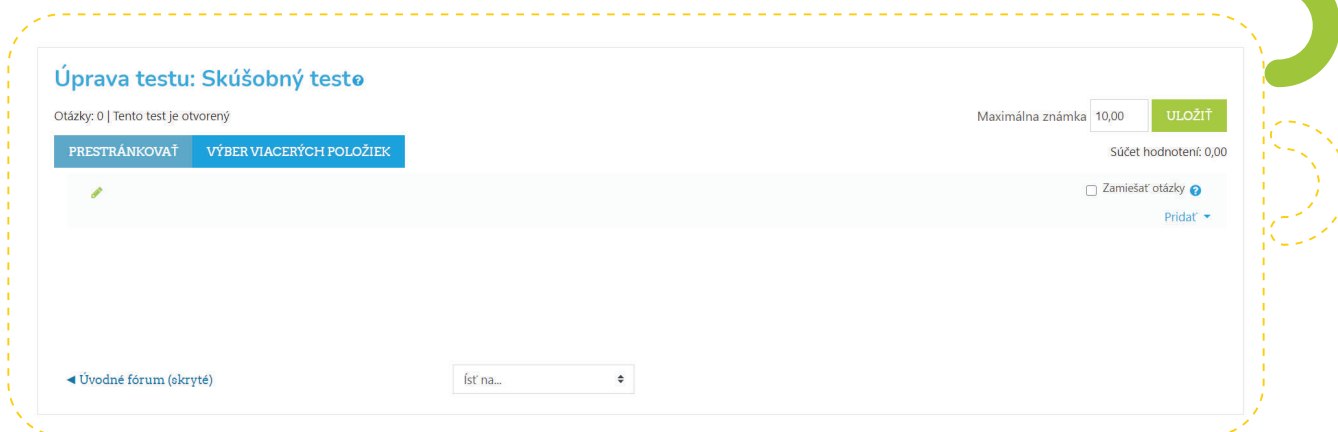 Úprava testu: Skúšobný test
Otázky: 0 | Tento test je otvorený
Maximálna známka 10,00 ULOŽIŤ
PRESTRÁNKOVAŤ VÝBER VIACERÝCH POLOŽIEK
Súčet hodnotení: 0,00
Zamiešať otázky
Pridať
◄ Úvodné fórum (skryté)
Ísť na...